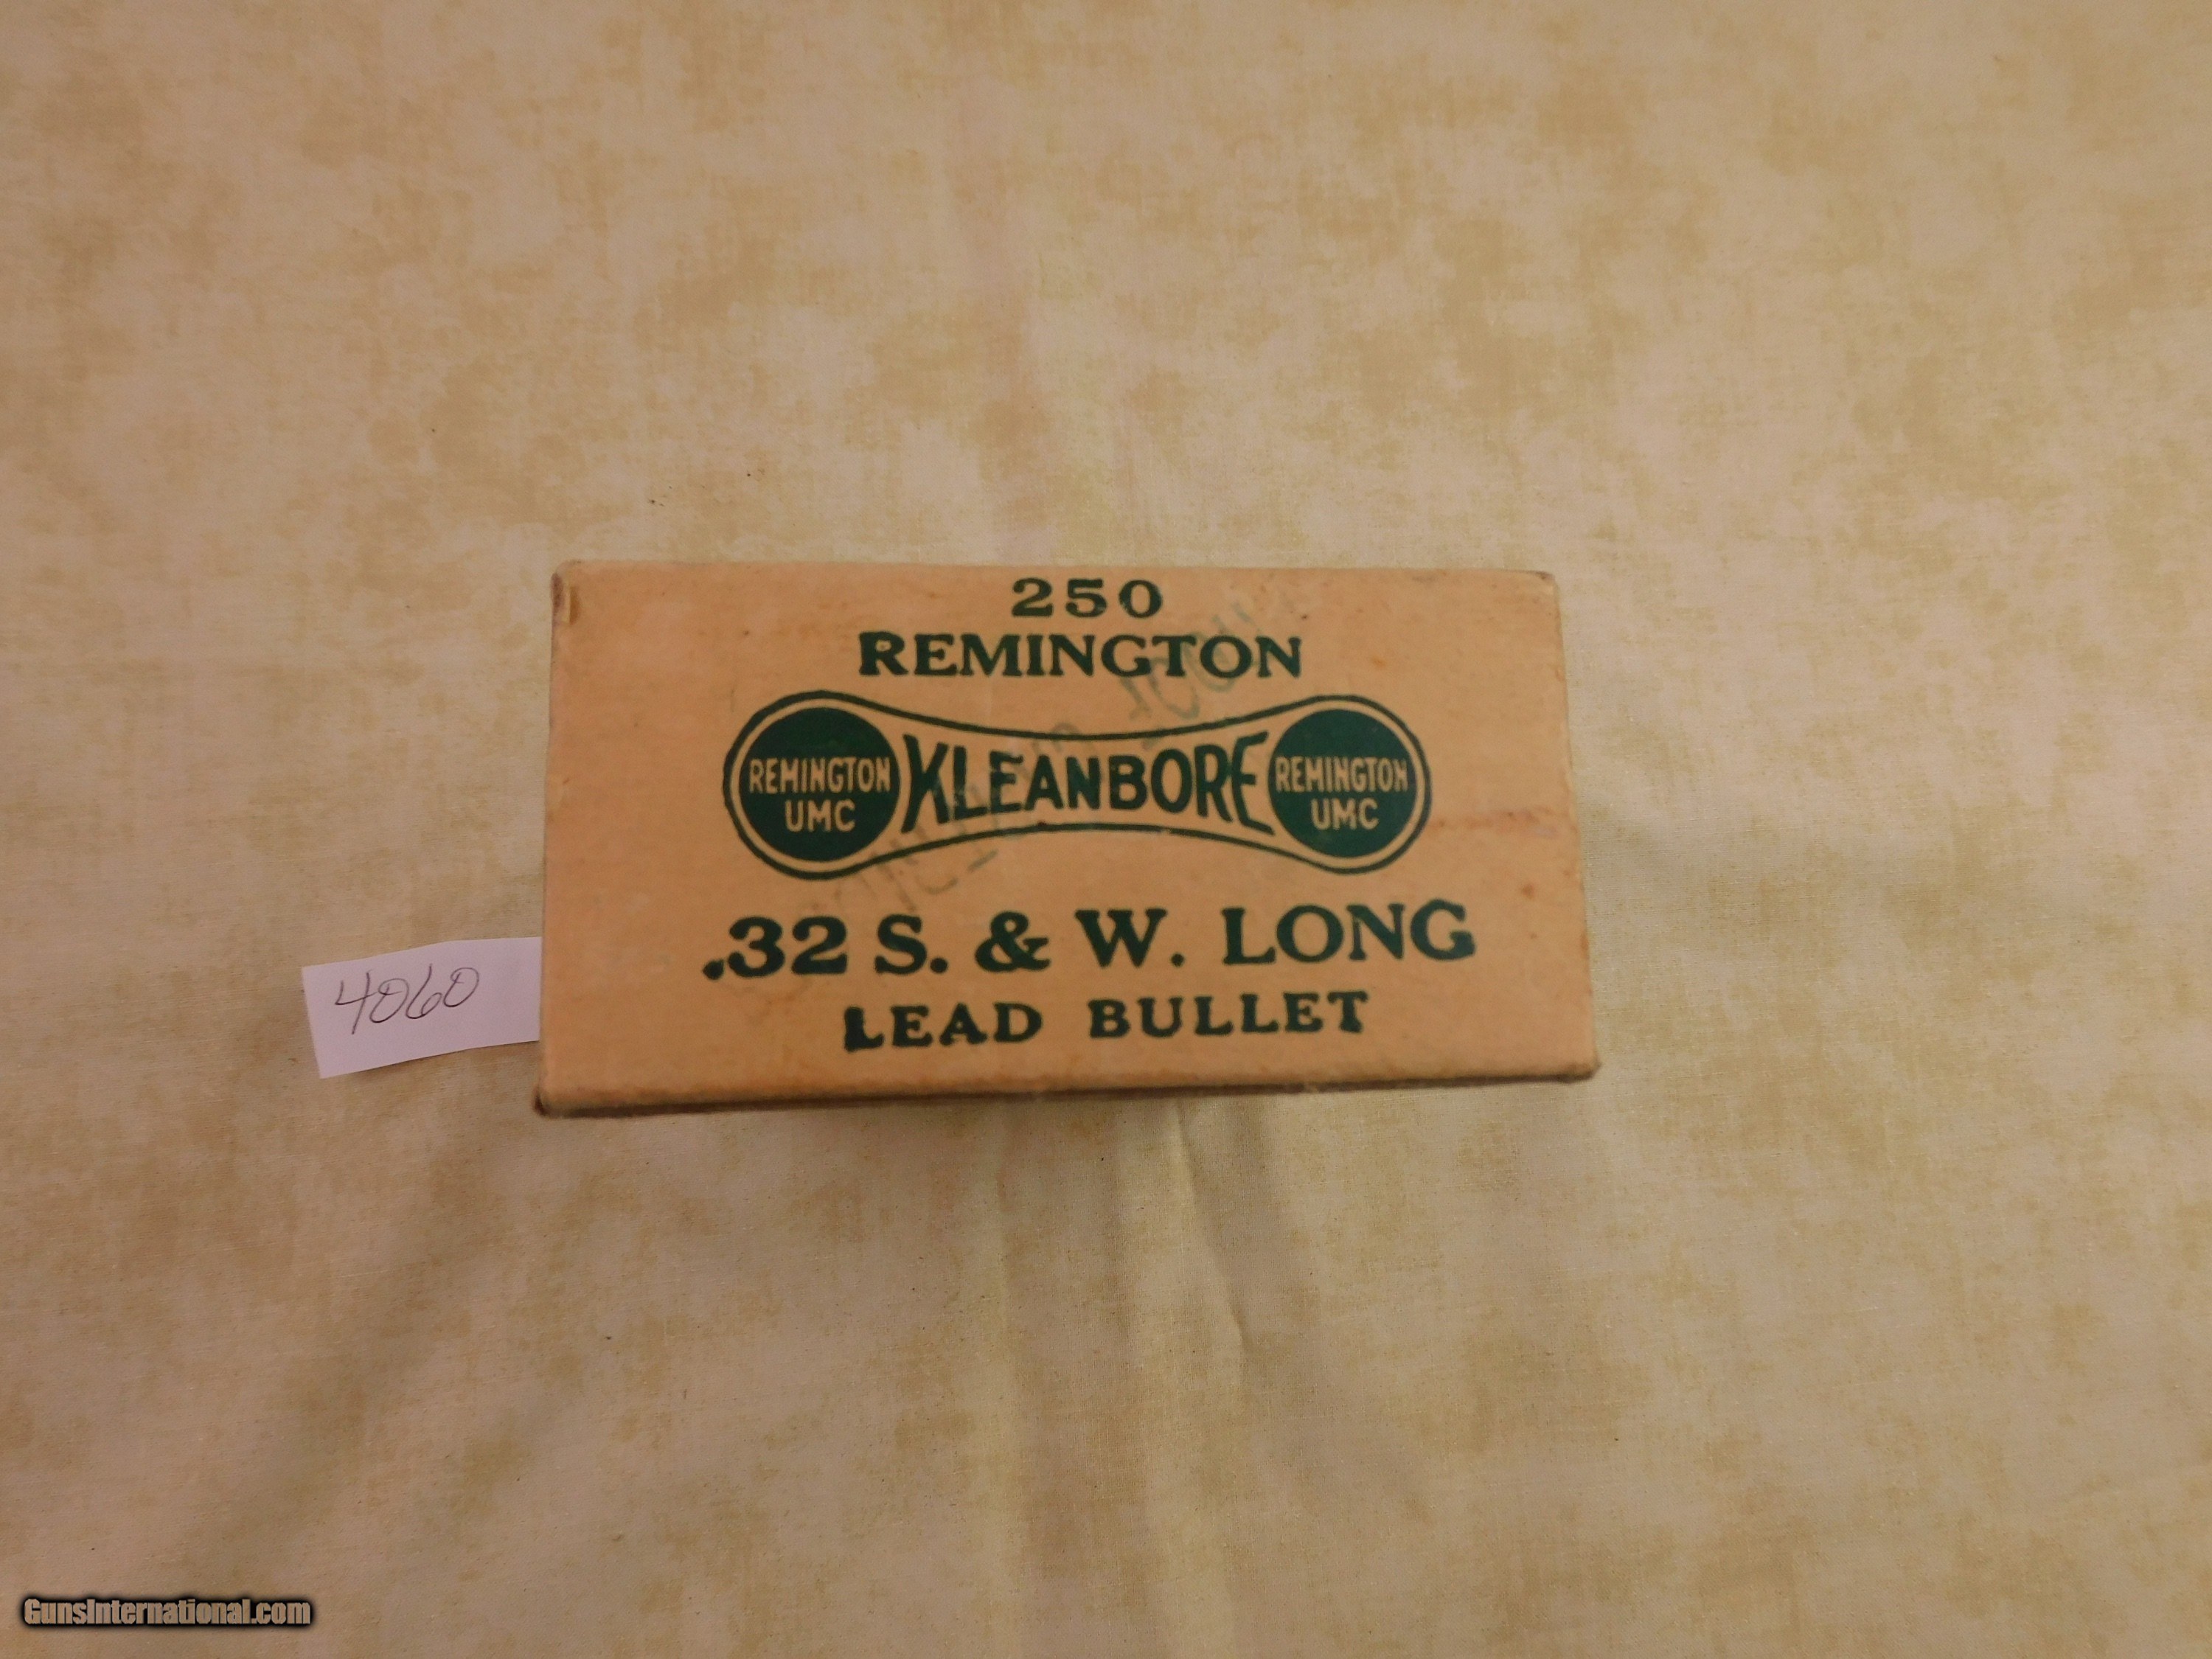 250
REMINGTON
REMINGTON
UMC
KLEANBORE
REMINGTON
UMC
.32 S. & W. LONG
LEAD BULLET
4060
GunsInternational.com